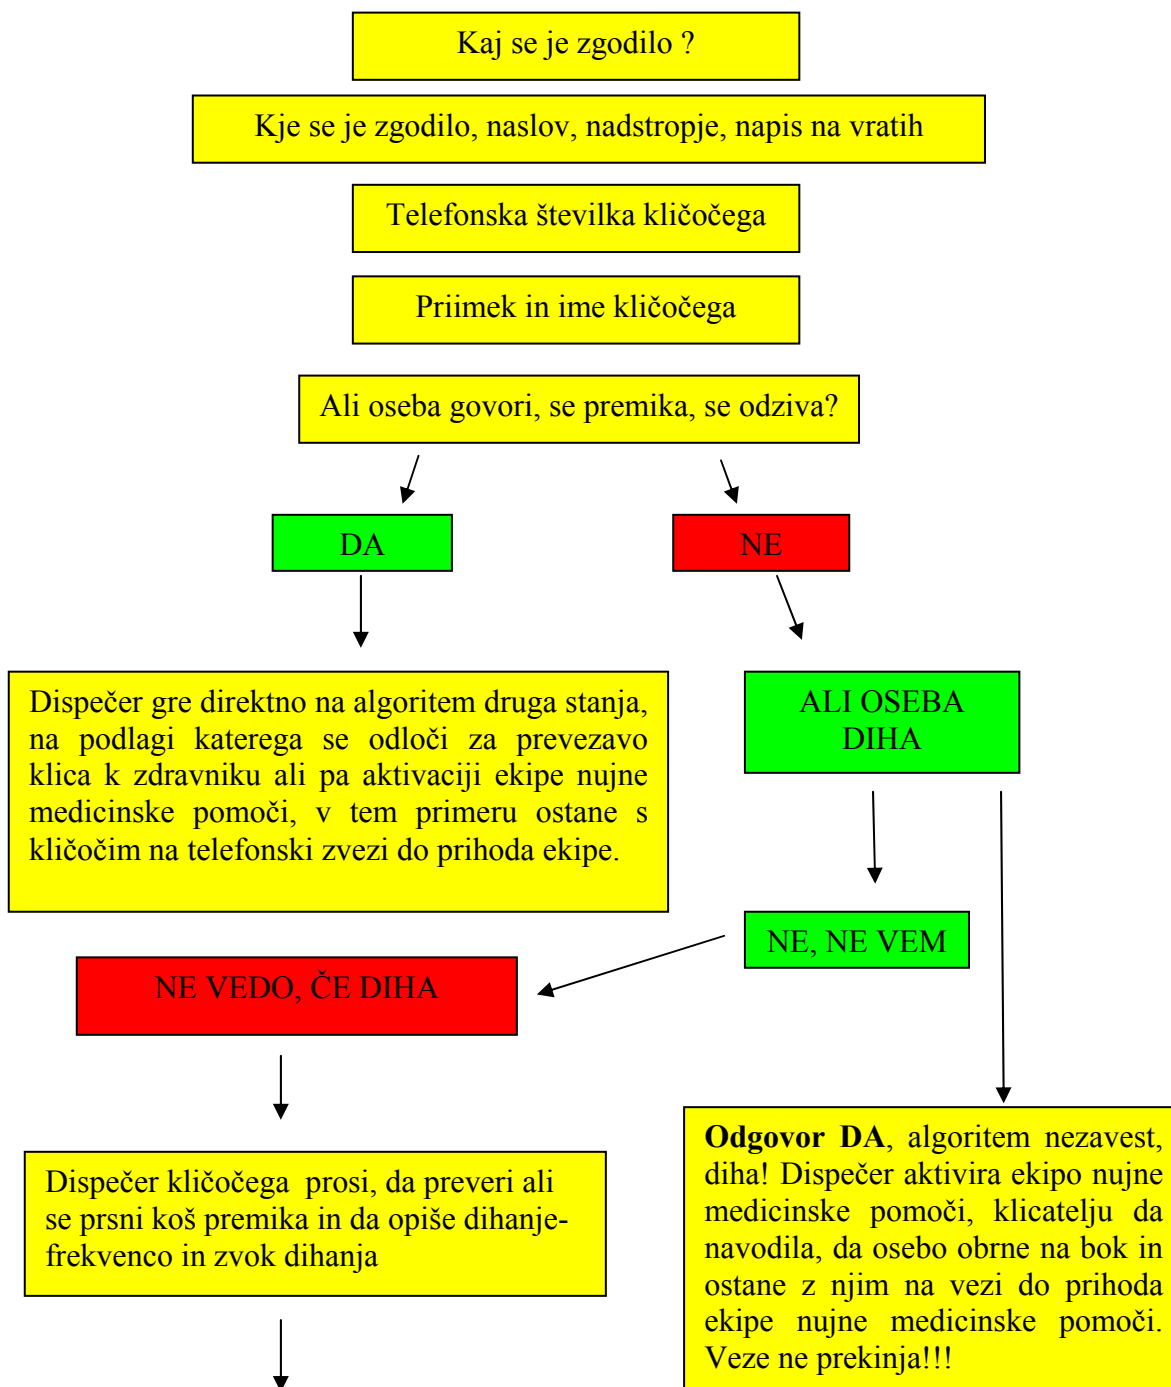 Kaj se je zgodilo ?
Kje se je zgodilo, naslov, nadstropje, napis na vratih
Telefonska številka kličočega
Priimek in ime kličočega
Ali oseba govori, se premika, se odziva?
DA
NE
Dispečer gre direktno na algoritem druga stanja,
na podlagi katerega se odloči za prevezavo
klica k zdravniku ali pa aktivaciji ekipe nujne
medicinske pomoči, v tem primeru ostane s
kličočim na telefonski zvezi do prihoda ekipe.
ALI OSEBA
DIHA
NE, NE VEM
NE VEDO, ČE DIHA
Dispečer kličočega  prosi, da preveri ali
se prsni koš premika in da opiše dihanje-
frekvenco in zvok dihanja
Odgovor DA, algoritem nezavest,
diha! Dispečer aktivira ekipo nujne
medicinske pomoči, klicatelju da
navodila, da osebo obrne na bok in
ostane z njim na vezi do prihoda
ekipe nujne medicinske pomoči.
Veze ne prekinja!!!